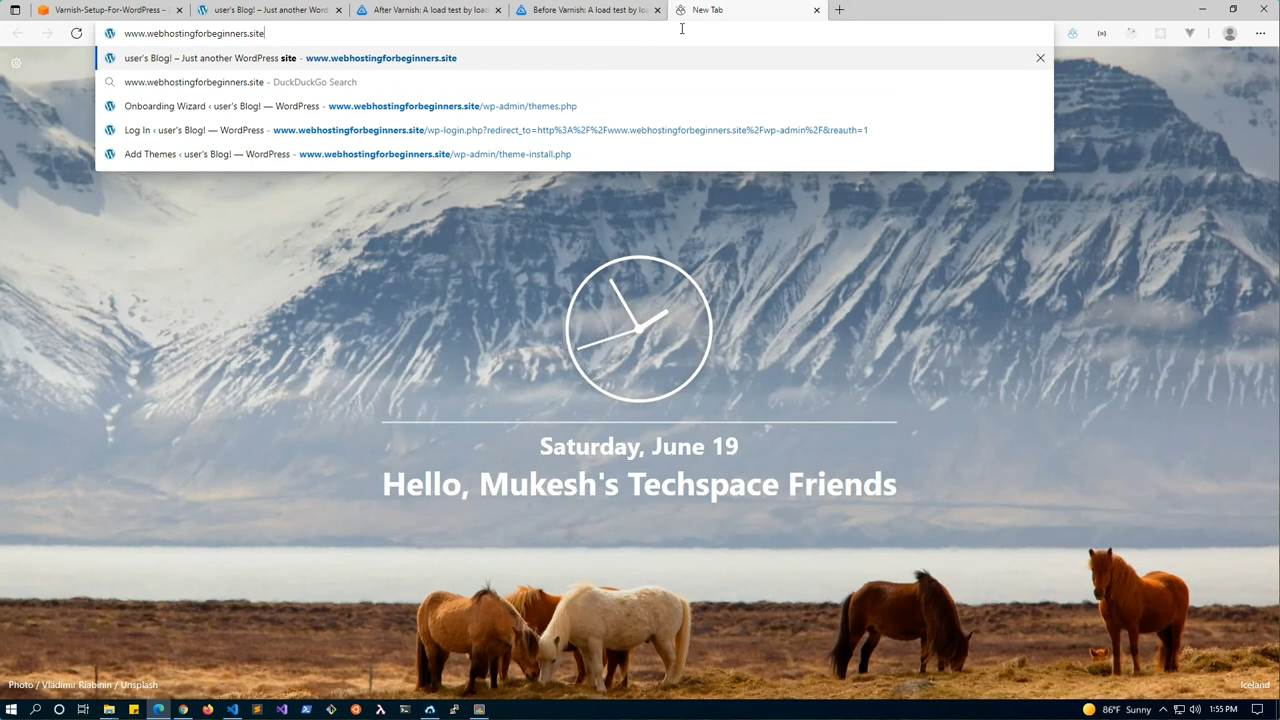 Varnish-Setup-For-WordPress –
user's Blog! – Just another Word
After Varnish: A load test by load
Before Varnish: A load test by loa
New Tab
www.webhostingforbeginners.site
user's Blog! – Just another WordPress site - www.webhostingforbeginners.site
www.webhostingforbeginners.site - DuckDuckGo Search
Onboarding Wizard ‹ user's Blog! — WordPress - www.webhostingforbeginners.site/wp-admin/themes.php
Log In ‹ user's Blog! — WordPress - www.webhostingforbeginners.site/wp-login.php?redirect_to=http%3A%2F%2Fwww.webhostingforbeginners.site%2Fwp-admin%2F&reauth=1
Add Themes ‹ user's Blog! — WordPress - www.webhostingforbeginners.site/wp-admin/theme-install.php
Saturday, June 19
Hello, Mukesh's Techspace Friends
Photo / Vladimir Riabinin / Unsplash
Iceland
86°F Sunny
1:55 PM